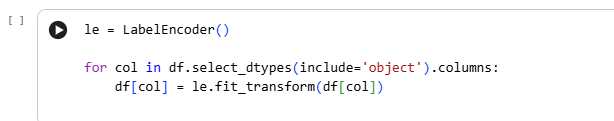 [ ]
le = LabelEncoder()
for col in df.select_dtypes(include='object').columns:
    df[col] = le.fit_transform(df[col])